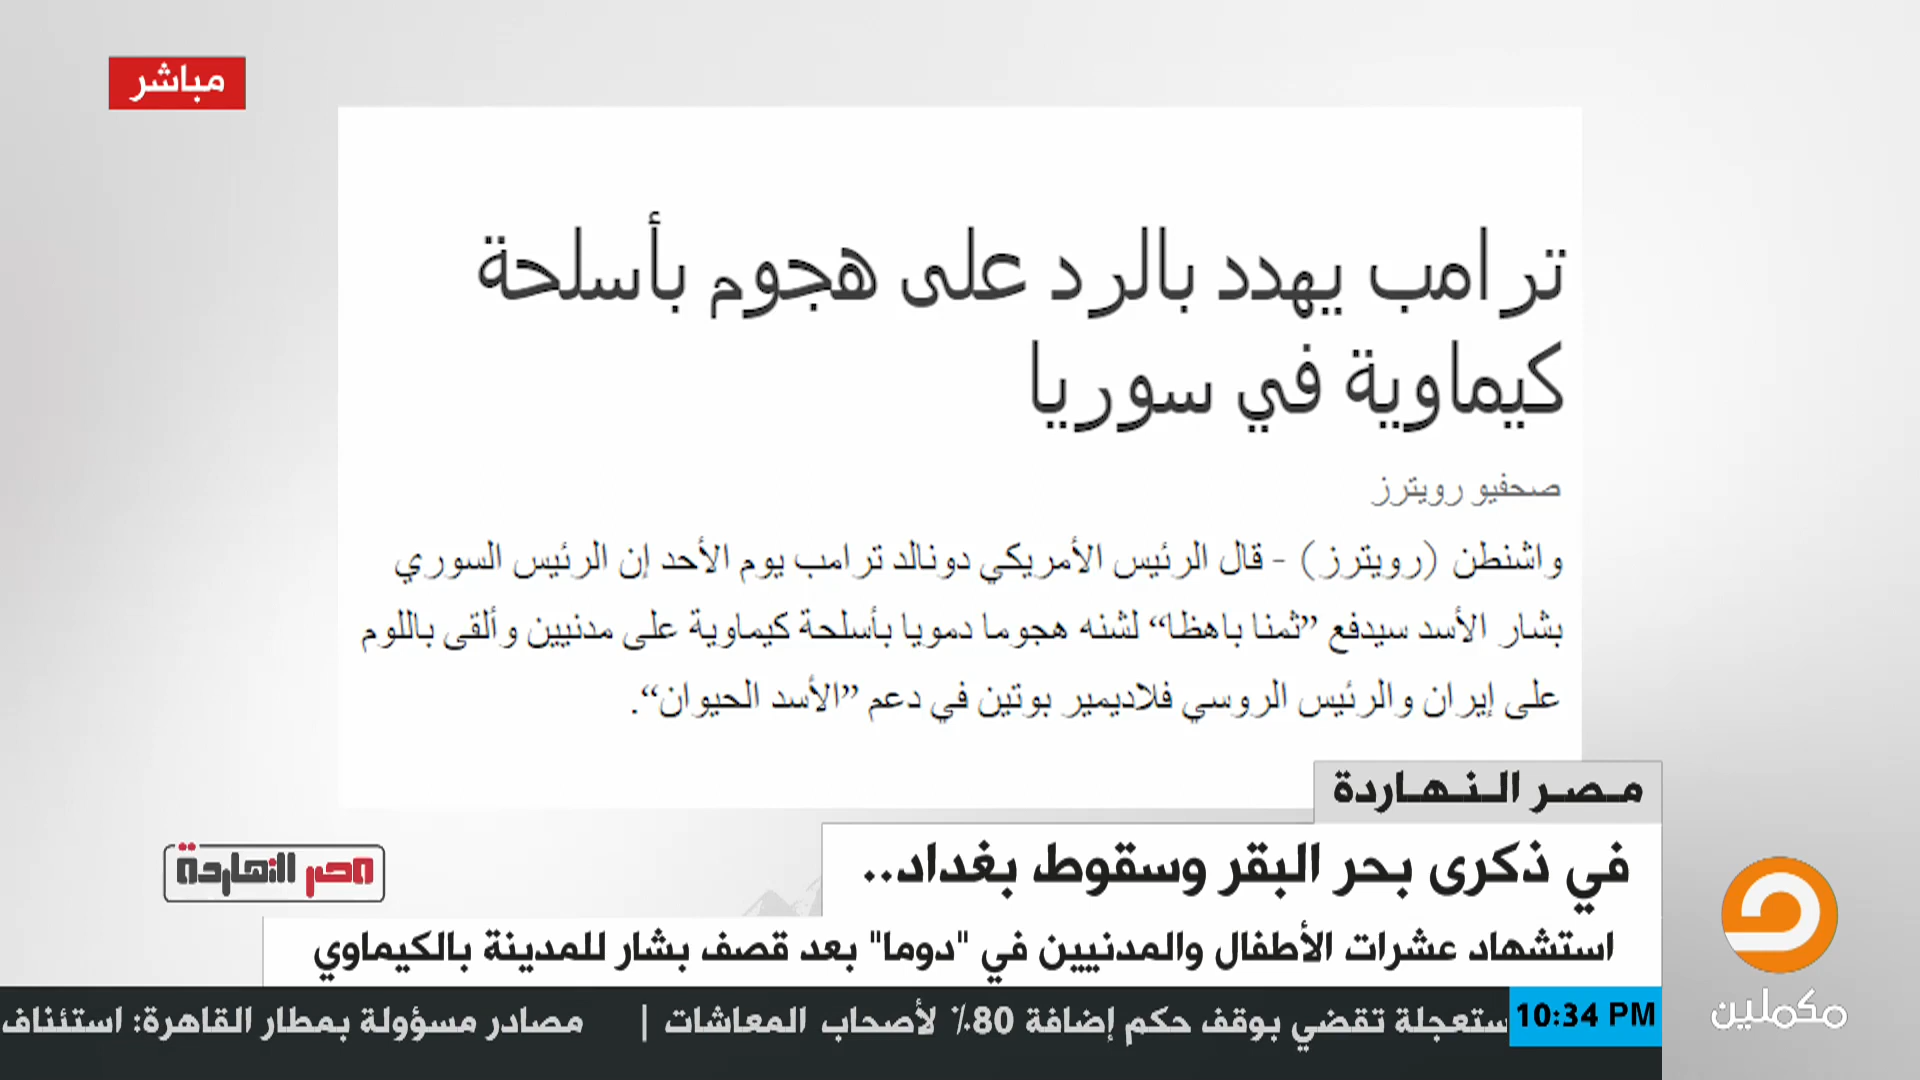 مباشر
ترامب يهدد بالرد على هجوم بأسلحة
كيماوية في سوريا
صحفيو رويترز
واشنطن (رويترز) - قال الرئيس الأمريكي دونالد ترامب يوم الأحد إن الرئيس السوري
بشار الأسد سيدفع ”ثمنا باهظا“ لشنه هجوما دمويا بأسلحة كيماوية على مدنيين وألقى باللوم
على إيران والرئيس الروسي فلاديمير بوتين في دعم ”الأسد الحيوان“.
مـصـر الـنـهـاردة
في ذكرى بحر البقر وسقوط بغداد..
مصر النهاردة
استشهاد عشرات الأطفال والمدنيين في "دوما" بعد قصف بشار للمدينة بالكيماوي
10:34 PM
ستعجلة تقضي بوقف حكم إضافة 80٪ لأصحاب المعاشات | مصادر مسؤولة بمطار القاهرة: استئناف
مكملين